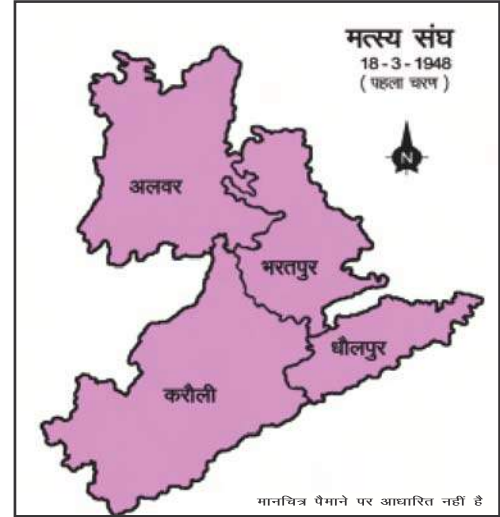 मत्स्य संघ
18-3-1948
( पहला चरण )
N
अलवर
भरतपुर
धौलपुर
करौली
मानचित्र पैमाने पर आधारित नहीं है